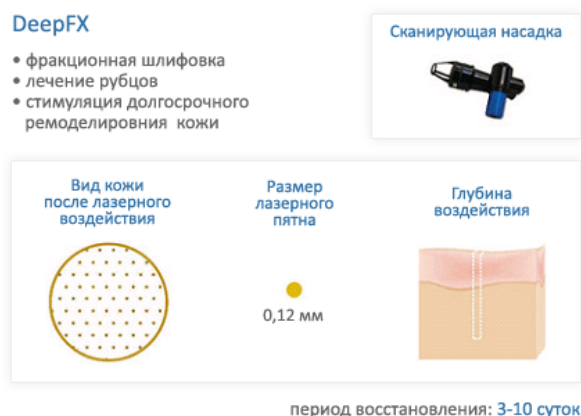 DeepFX
• фракционная шлифовка
• лечение рубцов
• стимуляция долгосрочного
ремоделировния кожи
Сканирующая насадка
Вид кожи
после лазерного
воздействия
Размер
лазерного
пятна
0,12 мм
Глубина
воздействия
период восстановления: 3-10 суток